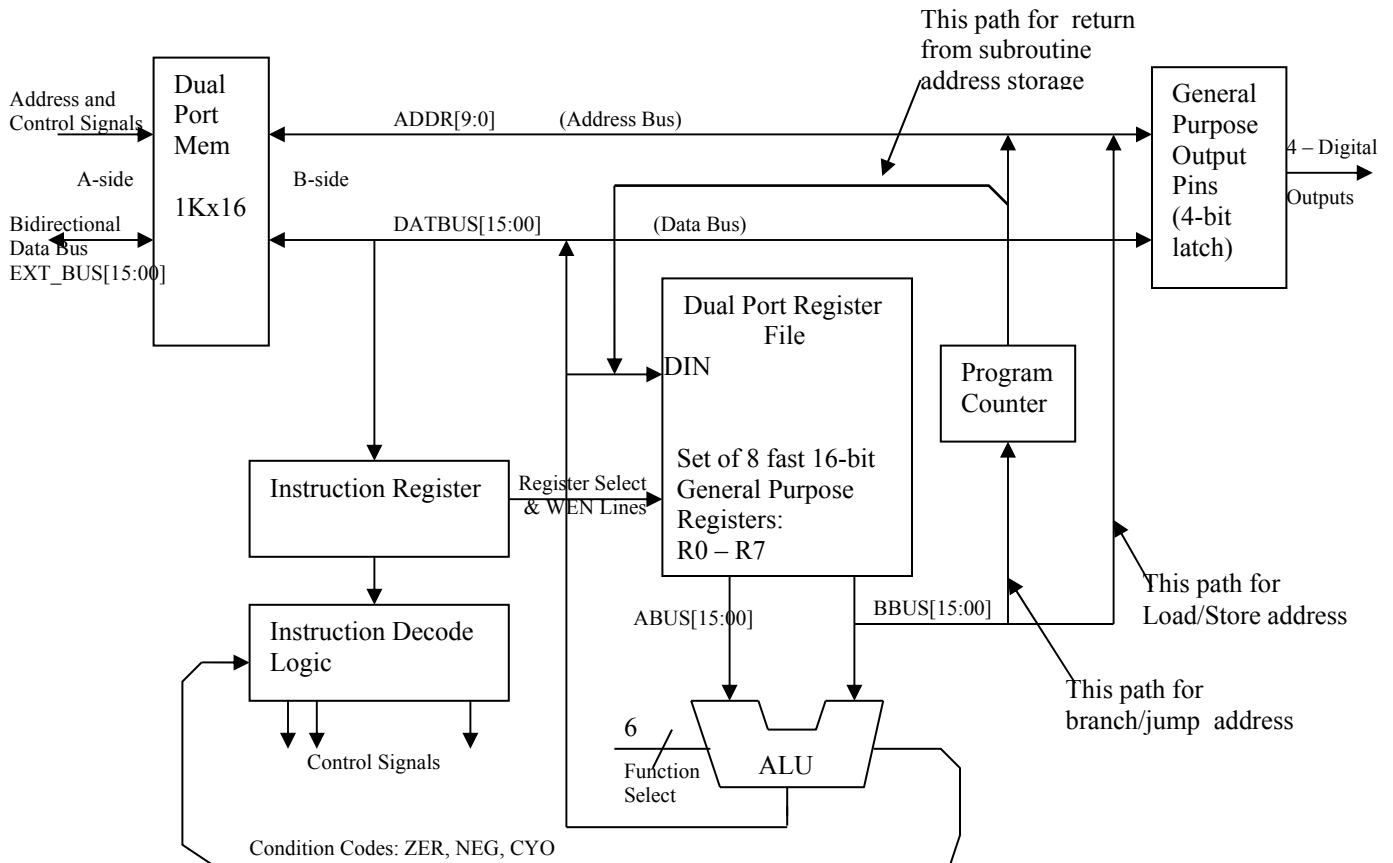 This path for return
from subroutine
address storage
Dual
Port
Mem
1Kx16
Address and
Control Signals
A-side
B-side
Bidirectional
Data Bus
EXT_BUS[15:00]
ADDR[9:0]
(Address Bus)
DATBUS[15:00]
(Data Bus)
General
Purpose
Output
Pins
(4-bit
latch)
4 – Digital
Outputs
Dual Port Register
File
DIN
Set of 8 fast 16-bit
General Purpose
Registers:
R0 – R7
Program
Counter
Instruction Register
Register Select
& WEN Lines
Instruction Decode
Logic
Control Signals
ABUS[15:00]
BBUS[15:00]
This path for
Load/Store address
This path for
branch/jump address
6
Function
Select
ALU
Condition Codes: ZER, NEG, CYO